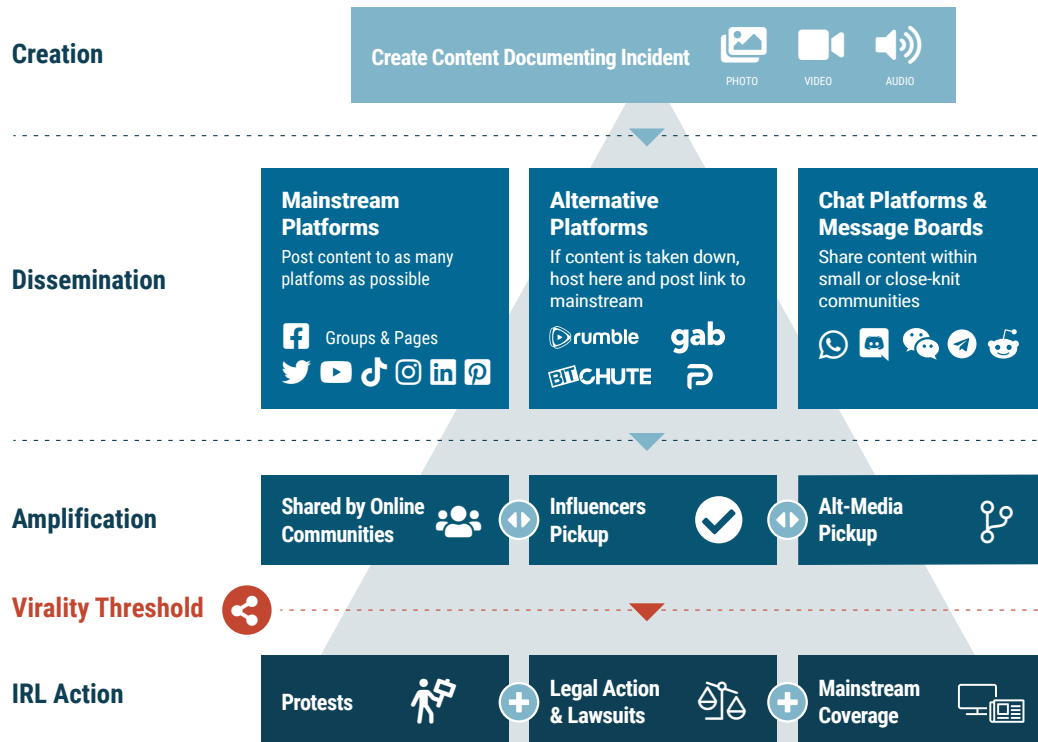 Creation
Create Content Documenting Incident
PHOTO
VIDEO
AUDIO
Dissemination
Mainstream
Platforms
Post content to as many
platfoms as possible
Groups & Pages
Alternative
Platforms
If content is taken down,
host here and post link to
mainstream
rumble
gab
BITCHUTE
Chat Platforms &
Message Boards
Share content within
small or close-knit
communities
Amplification
Shared by Online
Communities
Influencers
Pickup
Alt-Media
Pickup
Virality Threshold
IRL Action
Protests
Legal Action
& Lawsuits
Mainstream
Coverage